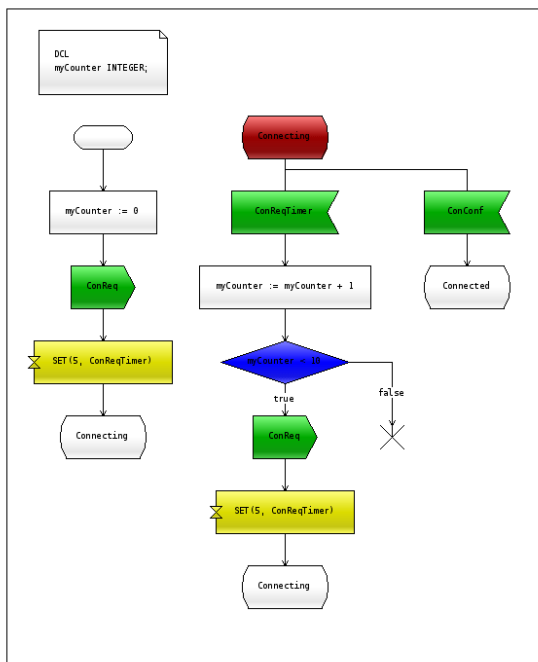 DCL
myCounter INTEGER;
myCounter := 0
ConReq
SET(5, ConReqTimer)
Connecting
Connecting
ConReqTimer
myCounter := myCounter + 1
myCounter < 10
true
false
ConReq
SET(5, ConReqTimer)
Connecting
ConConf
Connected